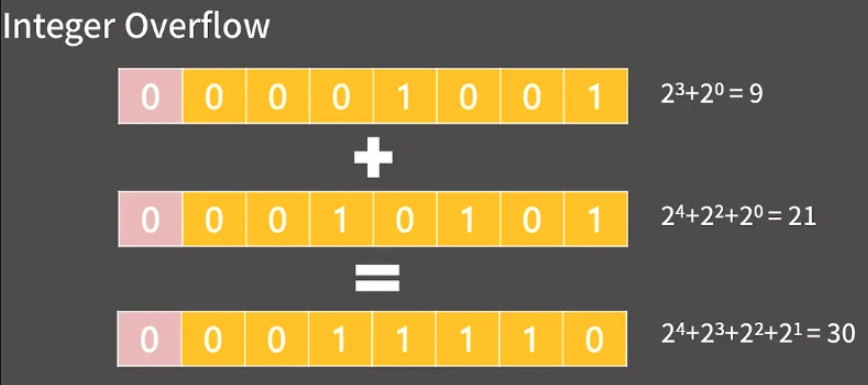 Integer Overflow
0 0 0 0 1 0 0 1 2³+2⁰ = 9
+
0 0 0 1 0 1 0 1 2⁴+2²+2⁰ = 21
=
0 0 0 1 1 1 1 0 2⁴+2³+2²+2¹ = 30